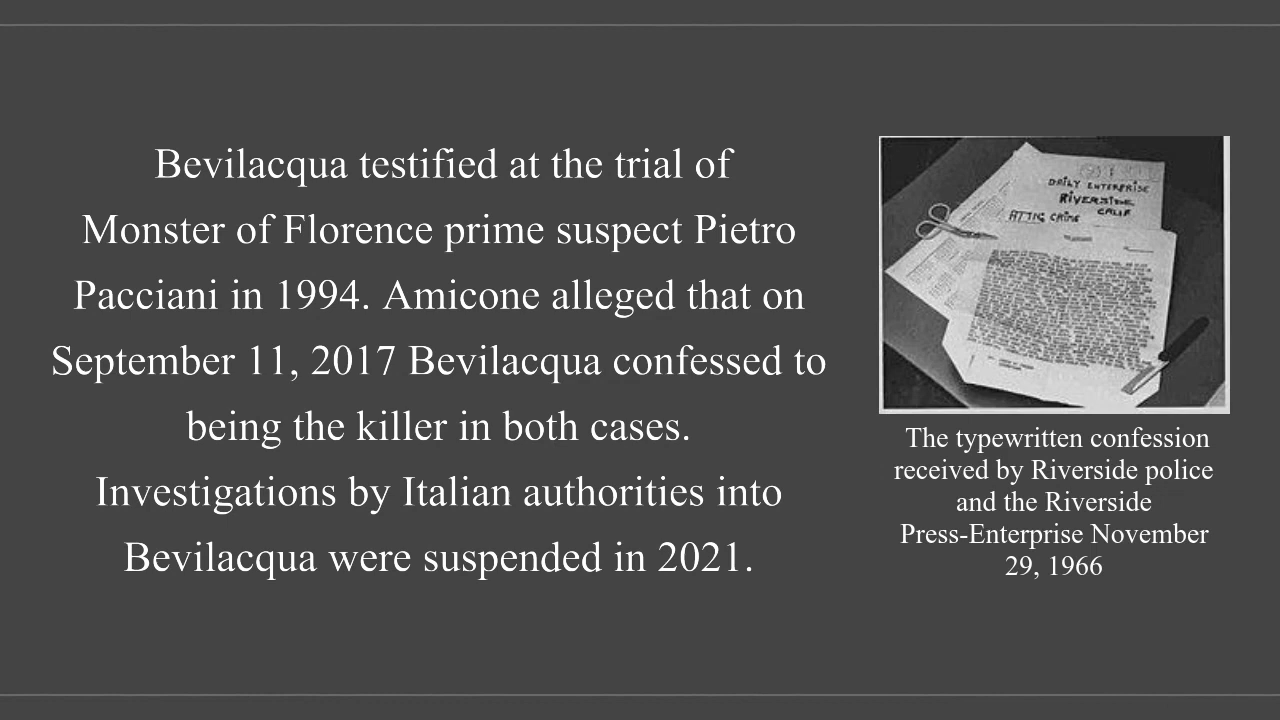 Bevilacqua testified at the trial of
Monster of Florence prime suspect Pietro
Pacciani in 1994. Amicone alleged that on
September 11, 2017 Bevilacqua confessed to
being the killer in both cases.
Investigations by Italian authorities into
Bevilacqua were suspended in 2021.
DAILY ENTERPRISE
RIVERSIDE
CALIF
ATTN; CRIME
The typewritten confession
received by Riverside police
and the Riverside
Press-Enterprise November
29, 1966